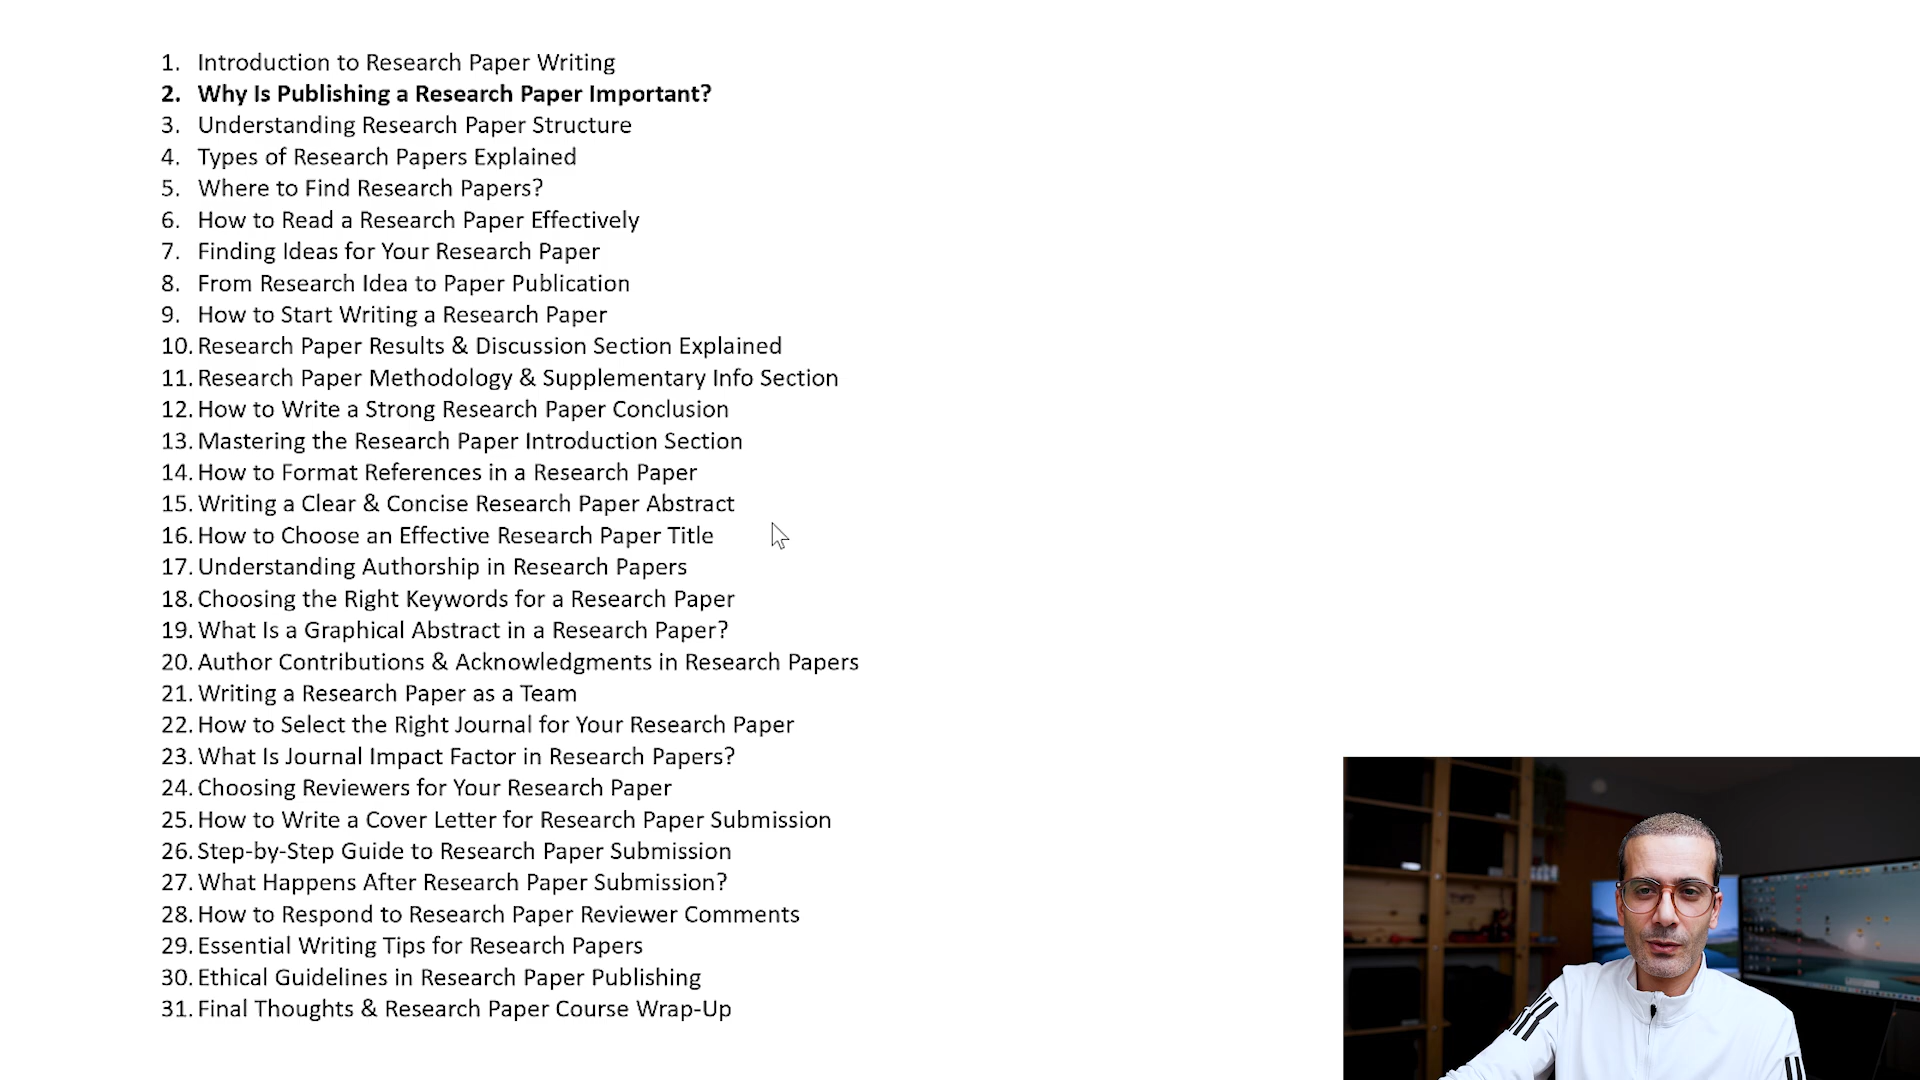 1. Introduction to Research Paper Writing
2. Why Is Publishing a Research Paper Important?
3. Understanding Research Paper Structure
4. Types of Research Papers Explained
5. Where to Find Research Papers?
6. How to Read a Research Paper Effectively
7. Finding Ideas for Your Research Paper
8. From Research Idea to Paper Publication
9. How to Start Writing a Research Paper
10. Research Paper Results & Discussion Section Explained
11. Research Paper Methodology & Supplementary Info Section
12. How to Write a Strong Research Paper Conclusion
13. Mastering the Research Paper Introduction Section
14. How to Format References in a Research Paper
15. Writing a Clear & Concise Research Paper Abstract
16. How to Choose an Effective Research Paper Title
17. Understanding Authorship in Research Papers
18. Choosing the Right Keywords for a Research Paper
19. What Is a Graphical Abstract in a Research Paper?
20. Author Contributions & Acknowledgments in Research Papers
21. Writing a Research Paper as a Team
22. How to Select the Right Journal for Your Research Paper
23. What Is Journal Impact Factor in Research Papers?
24. Choosing Reviewers for Your Research Paper
25. How to Write a Cover Letter for Research Paper Submission
26. Step-by-Step Guide to Research Paper Submission
27. What Happens After Research Paper Submission?
28. How to Respond to Research Paper Reviewer Comments
29. Essential Writing Tips for Research Papers
30. Ethical Guidelines in Research Paper Publishing
31. Final Thoughts & Research Paper Course Wrap-Up